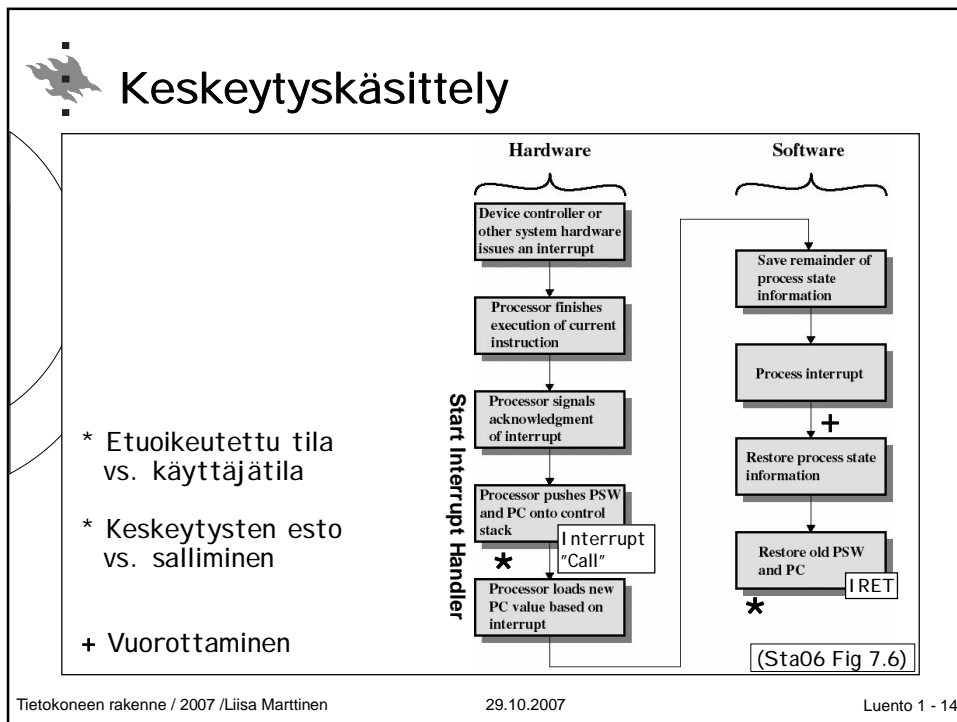 Keskeytyskäsittely
Hardware
Device controller or
other system hardware
issues an interrupt
Processor finishes
execution of current
instruction
Processor signals
acknowledgment
of interrupt
Processor pushes PSW
and PC onto control
stack
Interrupt
"Call"
*
Processor loads new
PC value based on
interrupt
Start Interrupt Handler
Software
Save remainder of
process state
information
Process interrupt
+
Restore process state
information
Restore old PSW
and PC
IRET
*
* Etuoikeutettu tila
vs. käyttäjätila
* Keskeytysten esto
vs. salliminen
+ Vuorottaminen
(Sta06 Fig 7.6)
Tietokoneen rakenne / 2007 /Liisa Marttinen
29.10.2007
Luento 1 - 14